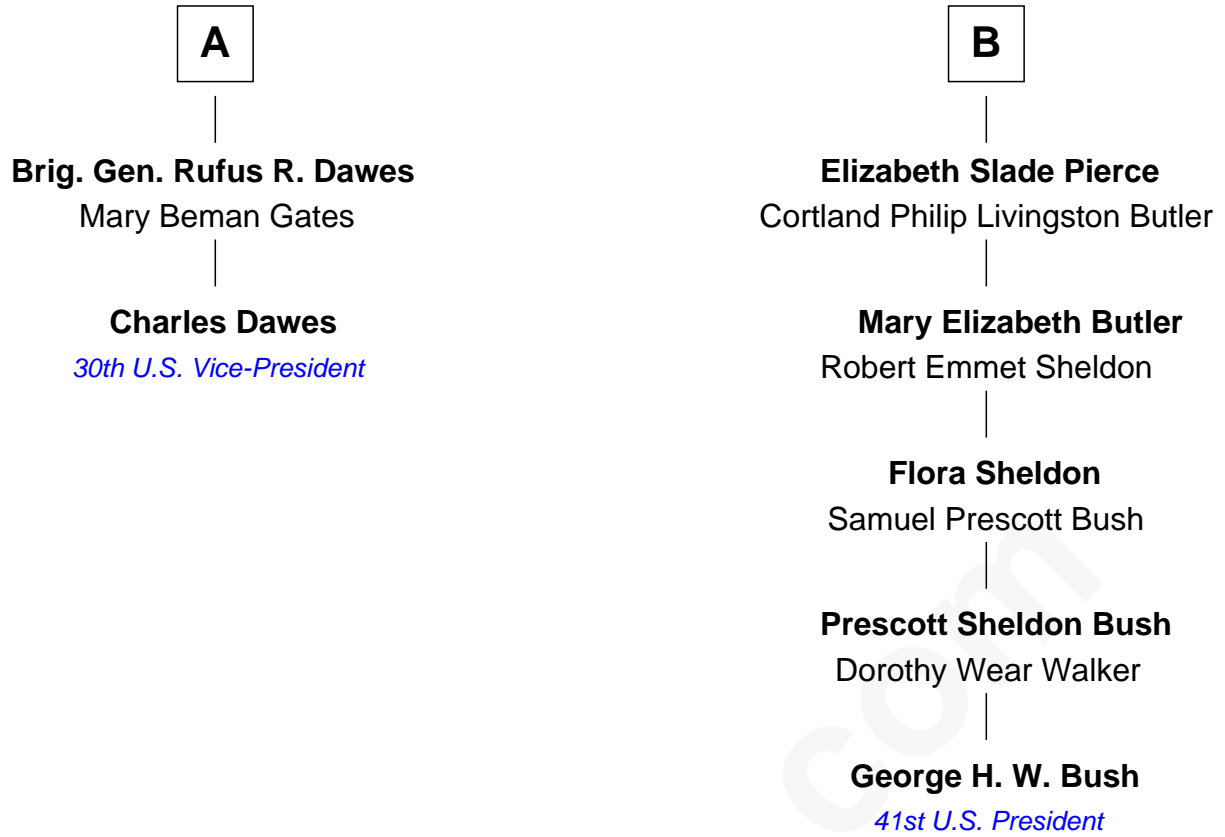 A
Brig. Gen. Rufus R. Dawes
Mary Beman Gates
Charles Dawes
30th U.S. Vice-President
B
Elizabeth Slade Pierce
Cortland Philip Livingston Butler
Mary Elizabeth Butler
Robert Emmet Sheldon
Flora Sheldon
Samuel Prescott Bush
Prescott Sheldon Bush
Dorothy Wear Walker
George H. W. Bush
41st U.S. President
com